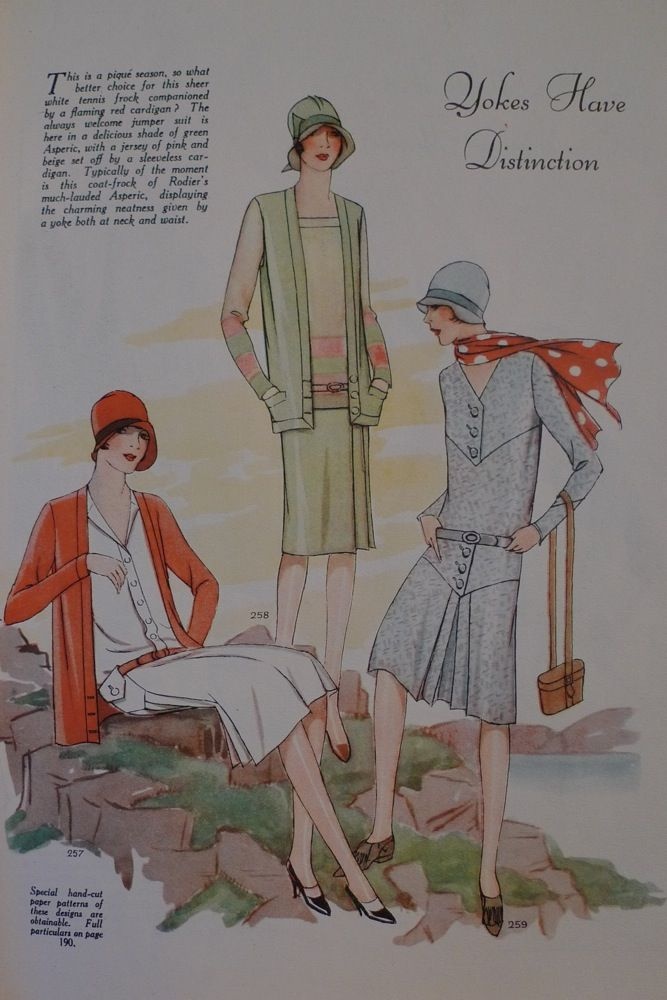 This is a piqué season, so what
better choice for this sheer
white tennis frock companioned
by a flaming red cardigan? The
always welcome jumper suit is
here in a delicious shade of green
Asperic, with a jersey of pink and
beige set off by a sleeveless car-
digan. Typically of the moment
is this coat-frock of Rodier's
much-lauded Asperic, displaying
the charming neatness given by
a yoke both at neck and waist.
Yokes Have
Distinction
258
257
Special hand-cut
paper patterns of
these designs are
obtainable. Full
particulars on page
190.
259